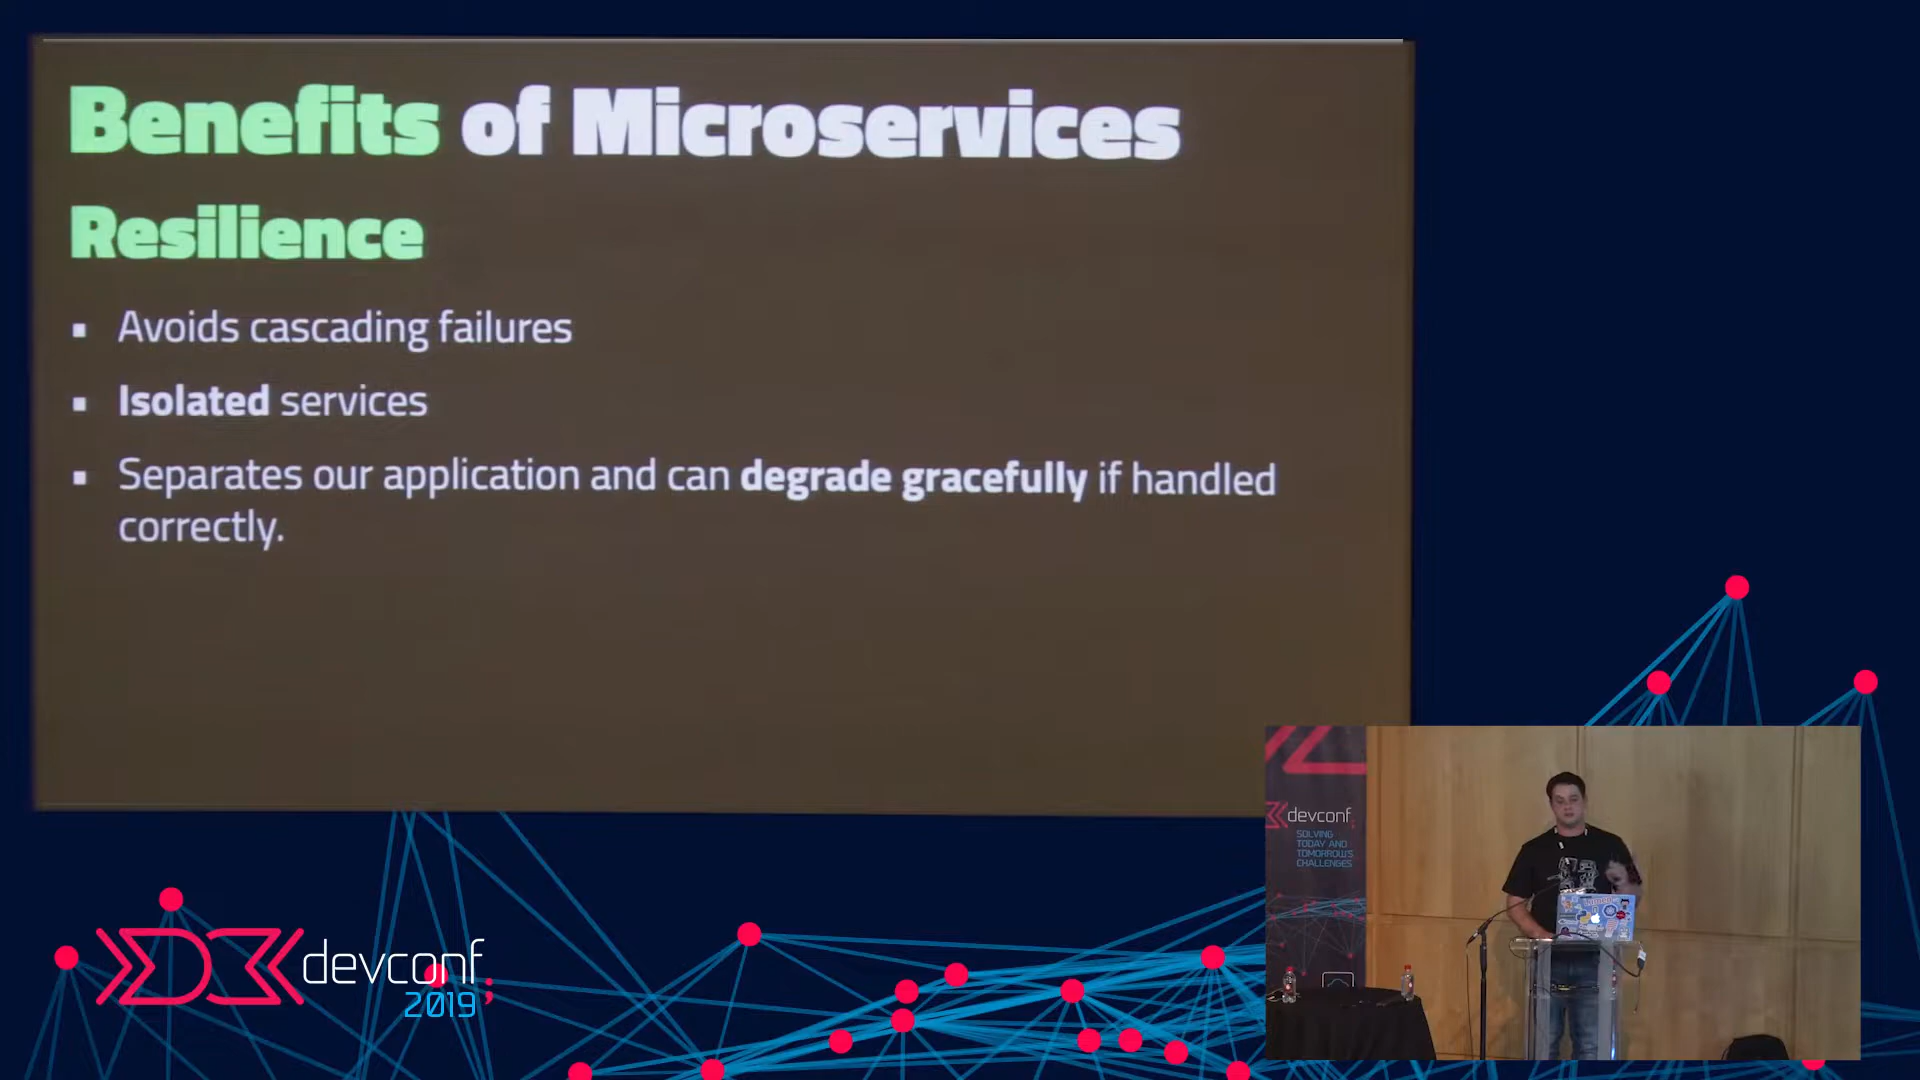 Benefits of Microservices
Resilience
▪ Avoids cascading failures
▪ Isolated services
▪ Separates our application and can degrade gracefully if handled
correctly.
devconf;
2019
devconf;
SOLVING
TODAY AND
TOMORROW'S
CHALLENGES